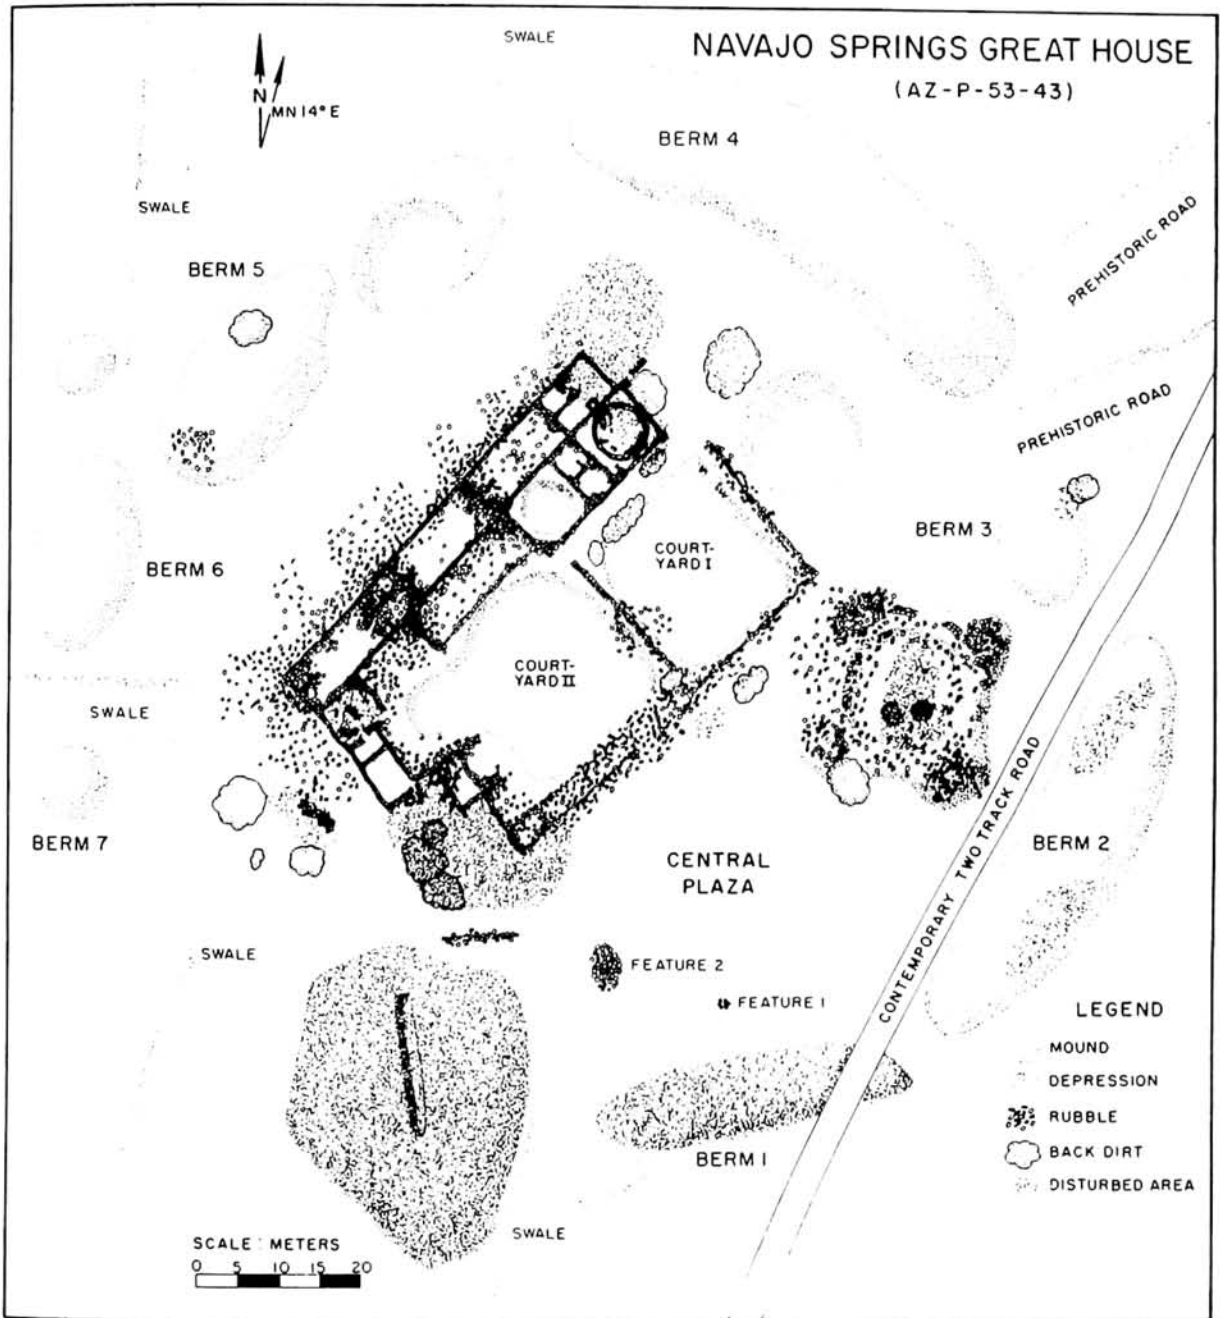 SWALE
NAVAJO SPRINGS GREAT HOUSE
(AZ-P-53-43)
N
MN 14° E
BERM 4
SWALE
PREHISTORIC ROAD
BERM 5
PREHISTORIC ROAD
BERM 3
COURT-
YARD I
BERM 6
COURT-
YARD II
SWALE
CONTEMPORARY TWO TRACK ROAD
BERM 7
BERM 2
CENTRAL
PLAZA
SWALE
FEATURE 2
FEATURE 1
LEGEND
MOUND
DEPRESSION
RUBBLE
BACK DIRT
DISTURBED AREA
BERM 1
SWALE
SCALE : METERS
0 5 10 15 20